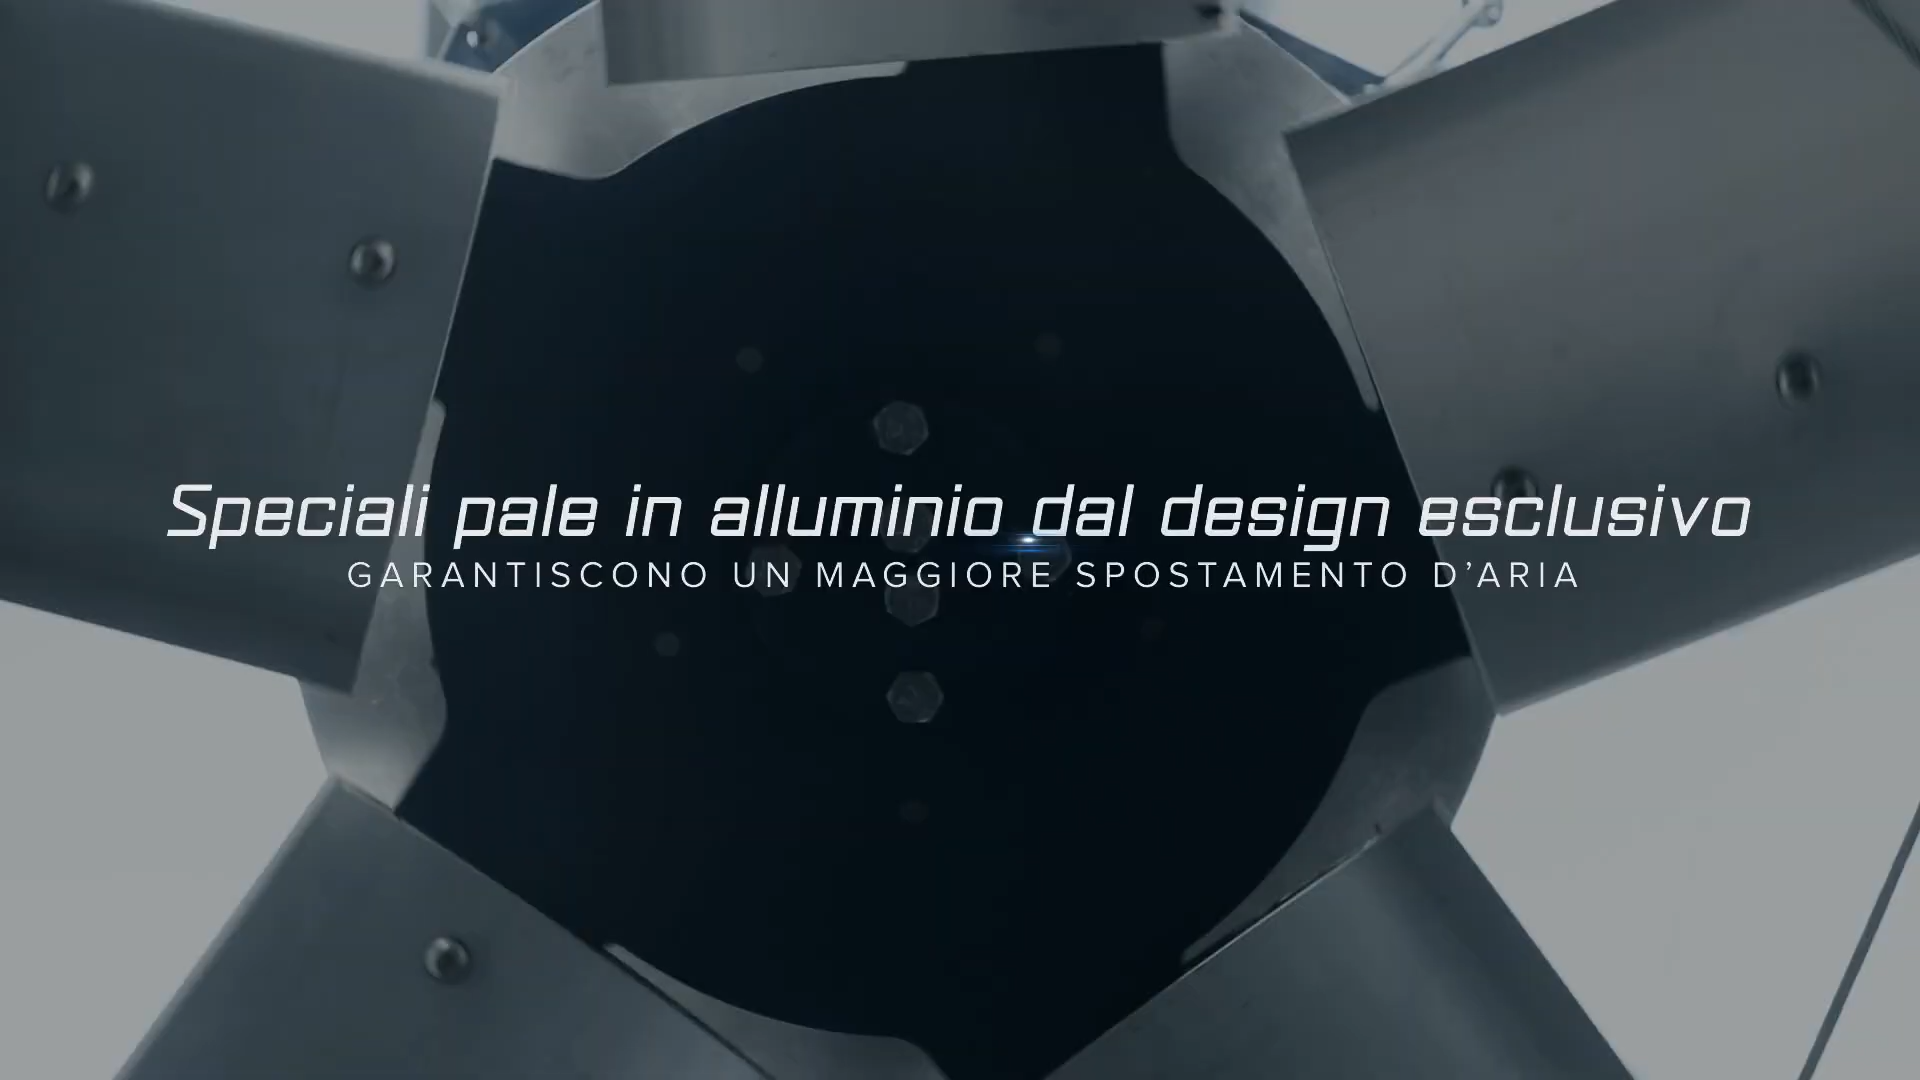 Speciali pale in alluminio dal design esclusivo
GARANTISCONO UN MAGGIORE SPOSTAMENTO D’ARIA